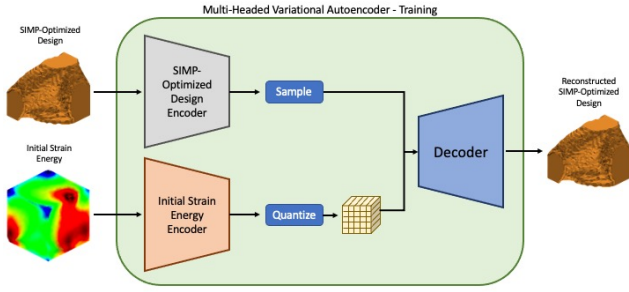 Multi-Headed Variational Autoencoder - Training
SIMP-Optimized
Design
SIMP-
Optimized
Design
Encoder
Sample
Initial Strain
Energy
Initial Strain
Energy
Encoder
Quantize
Decoder
Reconstructed
SIMP-Optimized
Design